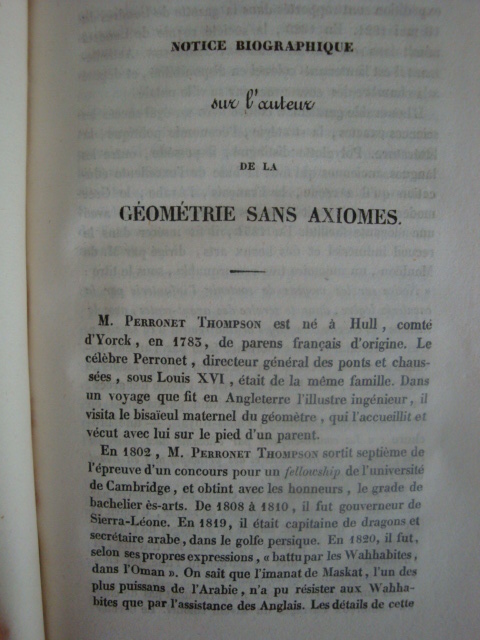 NOTICE BIOGRAPHIQUE
sur l'auteur
DE LA
GÉOMÉTRIE SANS AXIOMES.
M. PERRONET THOMPSON est né à Hull, comté
d'Yorck, en 1783, de parens français d'origine. Le
célèbre Perronet, directeur général des ponts et chaus-
sées, sous Louis XVI, était de la même famille. Dans
un voyage que fit en Angleterre l'illustre ingénieur, il
visita le bisaïeul maternel du géomètre, qui l'accueillit et
vécut avec lui sur le pied d'un parent.
En 1802, M. PERRONET THOMPSON sortit septième de
l'épreuve d'un concours pour un fellowship de l'université
de Cambridge, et obtint avec les honneurs, le grade de
bachelier ès-arts. De 1808 à 1810, il fut gouverneur de
Sierra-Léone. En 1819, il était capitaine de dragons et
secrétaire arabe, dans le golfe persique. En 1820, il fut,
selon ses propres expressions, « battu par les Wahhabites,
dans l'Oman ». On sait que l'imanat de Maskat, l'un des
plus puissans de l'Arabie, n'a pu résister aux Wahha-
bites que par l'assistance des Anglais. Les détails de cette